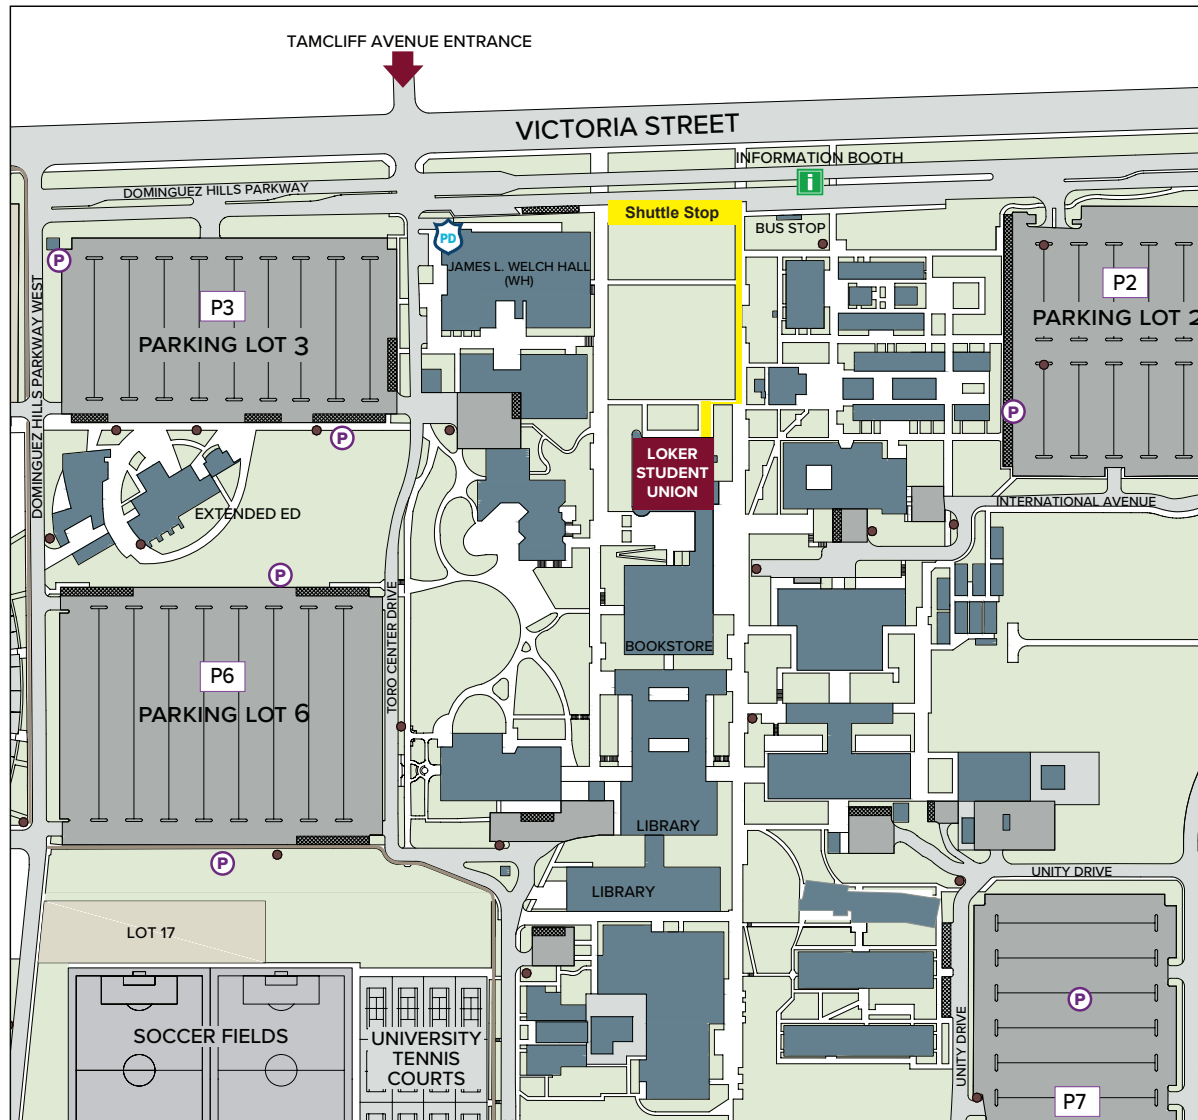 TAMCLIFF AVENUE ENTRANCE
VICTORIA STREET
INFORMATION BOOTH
i
DOMINGUEZ HILLS PARKWAY
Shuttle Stop
BUS STOP
PD
P
JAMES L. WELCH HALL
(WH)
P3
PARKING LOT 3
P2
PARKING LOT 2
DOMINGUEZ HILLS PARKWAY WEST
P
P
LOKER
STUDENT
UNION
INTERNATIONAL AVENUE
EXTENDED ED
P
TORO CENTER DRIVE
BOOKSTORE
P6
PARKING LOT 6
LIBRARY
P
UNITY DRIVE
LIBRARY
LOT 17
P
UNITY DRIVE
SOCCER FIELDS
UNIVERSITY
TENNIS
COURTS
P7